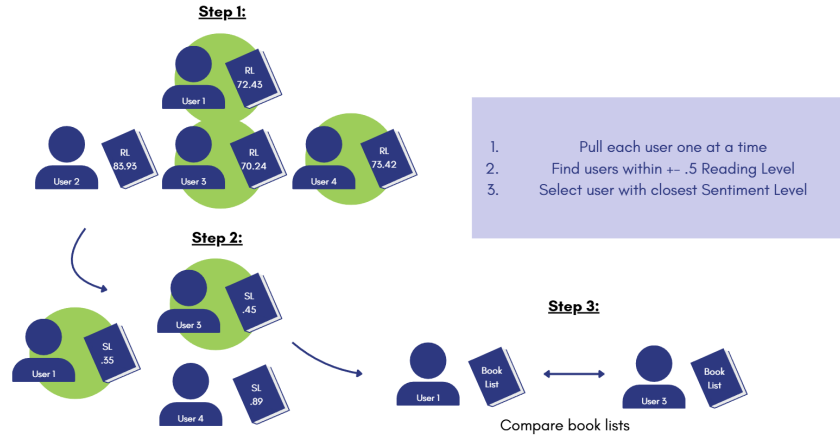 Step 1:
RL
72.43
User 1
RL
83.93
User 2
RL
70.24
User 3
RL
73.42
User 4
1. Pull each user one at a time
2. Find users within +- .5 Reading Level
3. Select user with closest Sentiment Level
Step 2:
SL
.45
User 3
SL
.35
User 1
SL
.89
User 4
Step 3:
Book
List
User 1
Book
List
User 3
Compare book lists